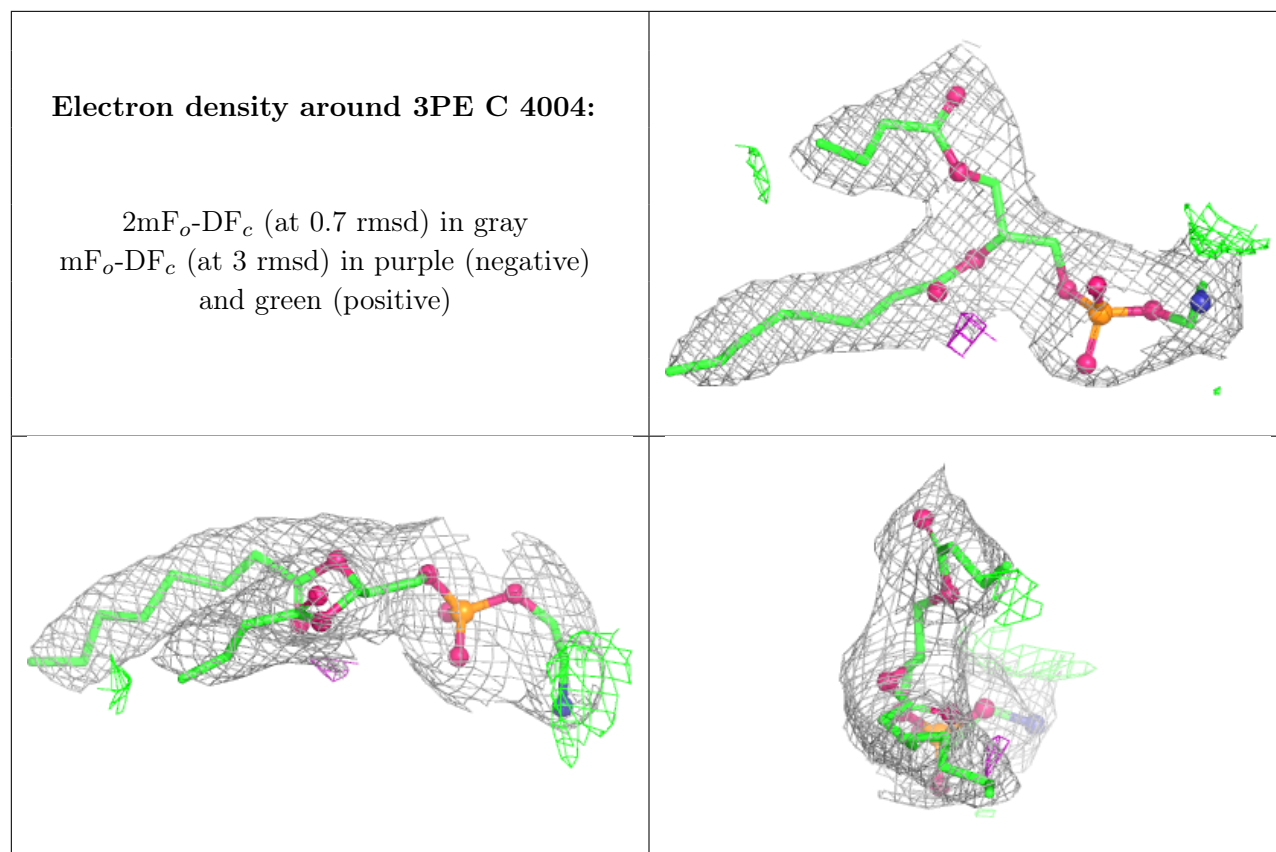 Electron density around 3PE C 4004:
2mFo-DFc (at 0.7 rmsd) in gray
mFo-DFc (at 3 rmsd) in purple (negative)
and green (positive)